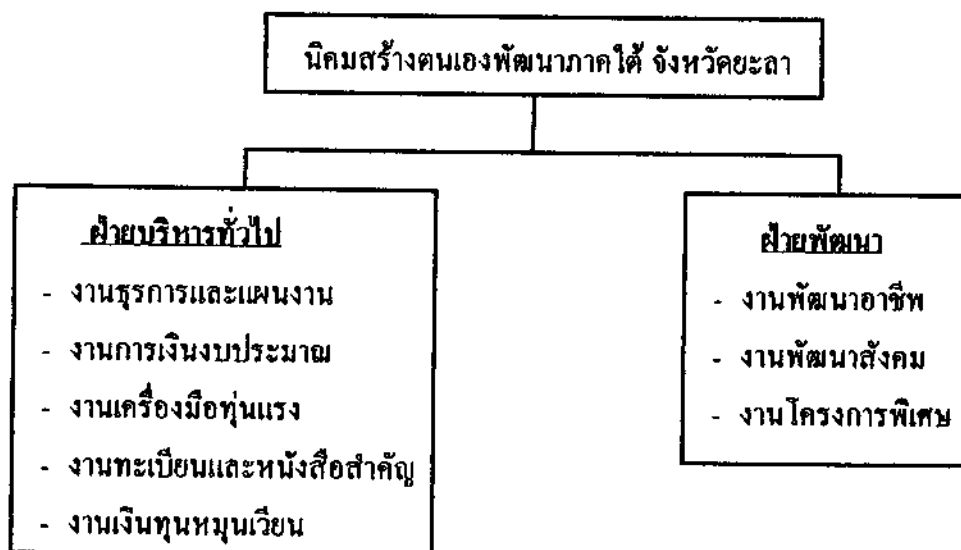 นิคมสร้างตนเองพัฒนาภาคใต้ จังหวัดยะลา
ฝ่ายบริหารทั่วไป
- งานธุรการและแผนงาน
- งานการเงินงบประมาณ
- งานเครื่องมือทุ่นแรง
- งานทะเบียนและหนังสือสำคัญ
- งานเงินทุนหมุนเวียน
ฝ่ายพัฒนา
- งานพัฒนาอาชีพ
- งานพัฒนาสังคม
- งานโครงการพิเศษ